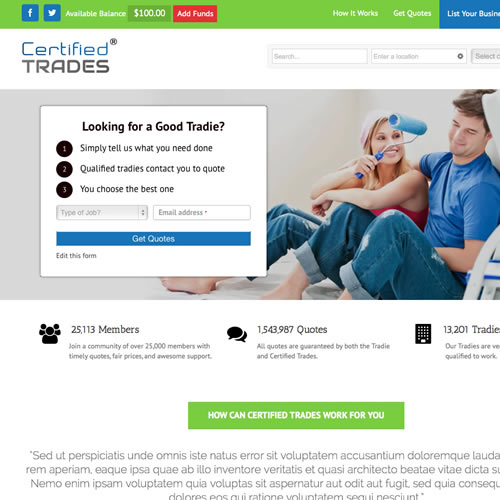 Available Balance $100.00 Add Funds How It Works Get Quotes List Your Busine
Certified®
TRADES
Search... Enter a location Select c
Looking for a Good Tradie?
1 Simply tell us what you need done
2 Qualified tradies contact you to quote
3 You choose the best one
Type of Job? Email address *
Get Quotes
Edit this form
25,113 Members 1,543,987 Quotes 13,201 Tradies
Join a community of over 25,000 members with All quotes are guaranteed by both the Tradie Our Tradies are ve
timely quotes, fair prices, and awesome support. and Certified Trades. qualified to work.
HOW CAN CERTIFIED TRADES WORK FOR YOU
"Sed ut perspiciatis unde omnis iste natus error sit voluptatem accusantium doloremque lauda
rem aperiam, eaque ipsa quae ab illo inventore veritatis et quasi architecto beatae vitae dicta s
Nemo enim ipsam voluptatem quia voluptas sit aspernatur aut odit aut fugit, sed quia conseque
dolores eos qui ratione voluptatem sequi nesciunt."